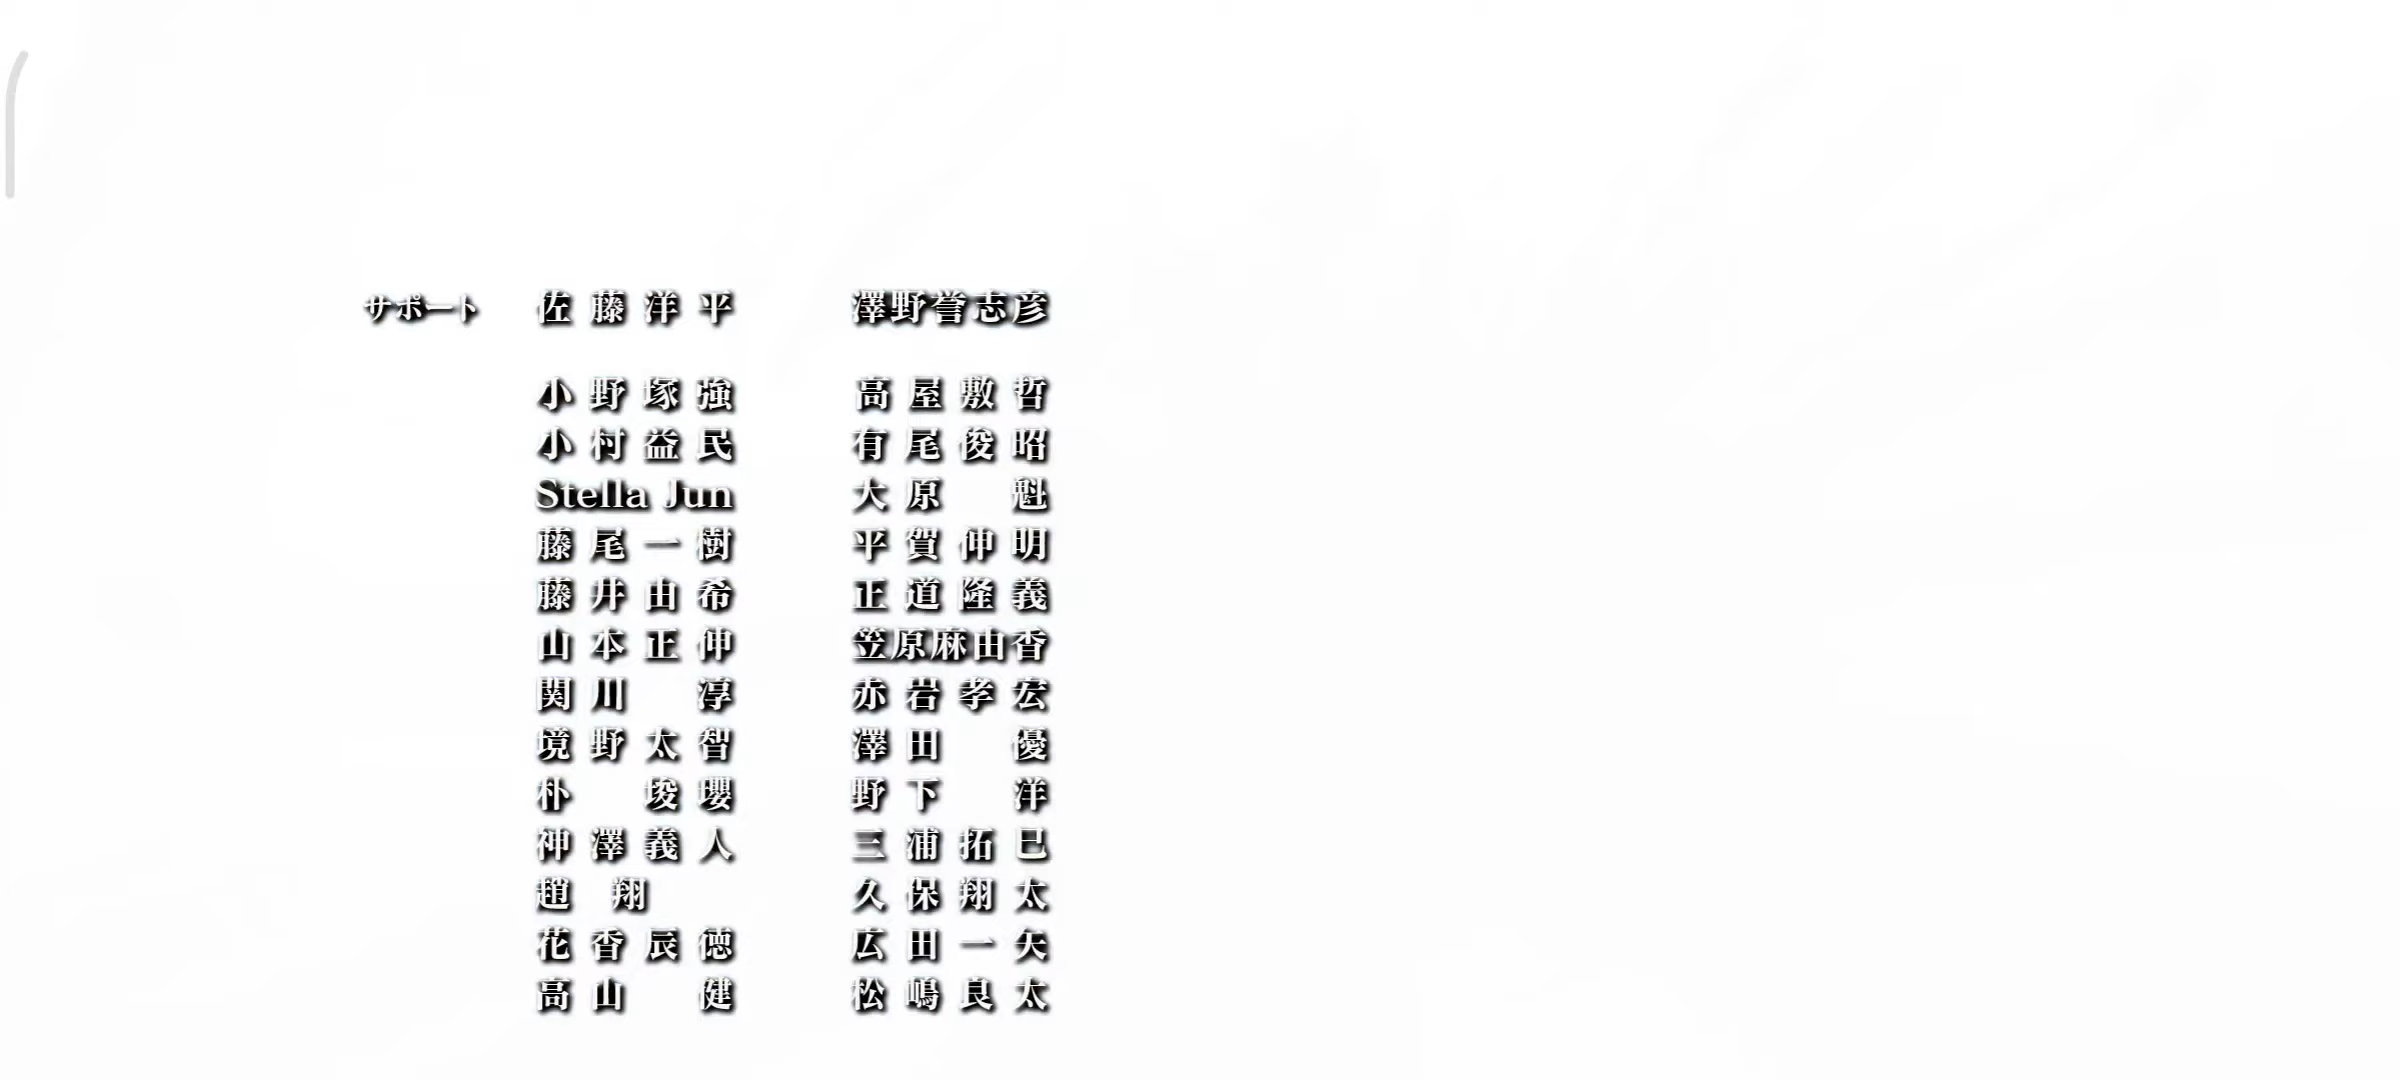 サポート 佐藤洋平 澤野誉志彦
小野塚強 高屋敷哲
小村益民 有尾俊昭
Stella Jun 大原 魁
藤尾一樹 平賀伸明
藤井由希 正道隆義
山本正伸 笠原麻由香
関川 淳 赤岩孝宏
境野太智 澤田 優
朴 埈瓔 野下 洋
神澤義人 三浦拓巳
趙 翔 久保翔太
花香辰徳 広田一矢
高山 健 松嶋良太